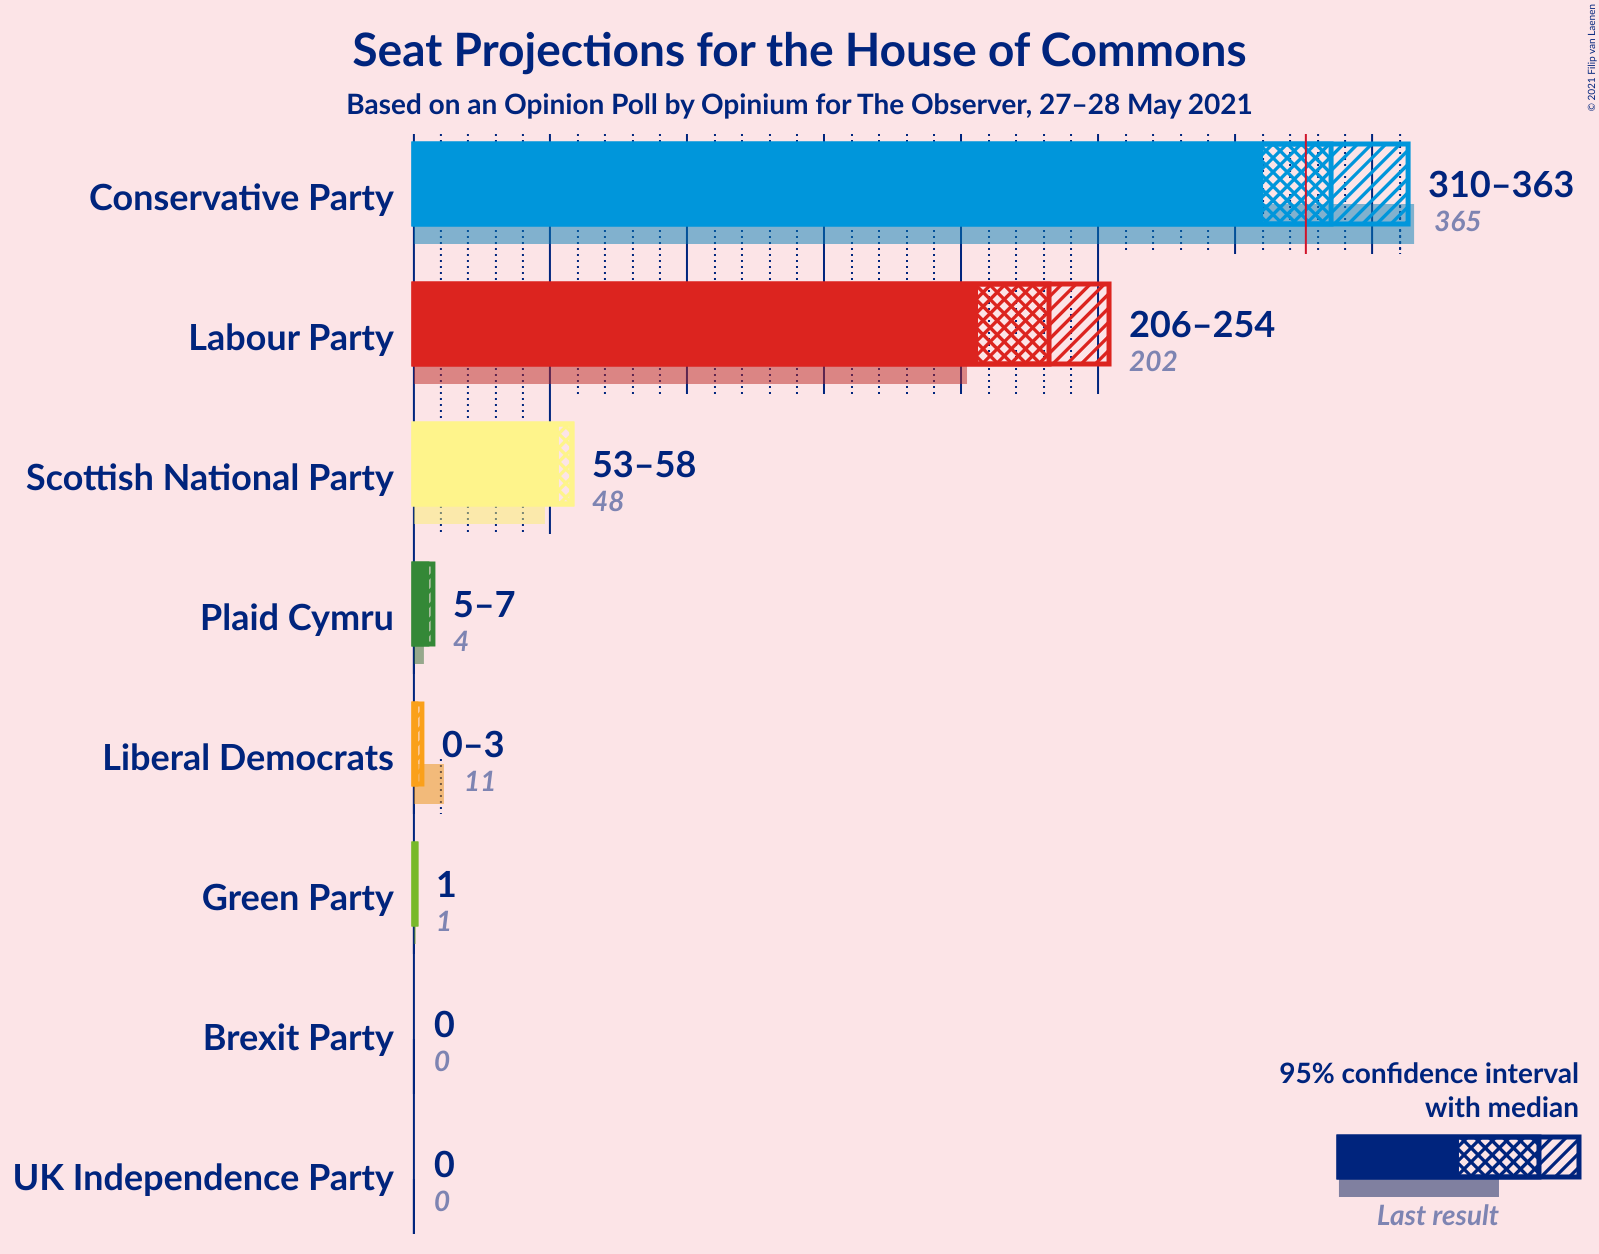 Seat Projections for the House of Commons
Based on an Opinion Poll by Opinium for The Observer, 27–28 May 2021
© 2021 Filip van Laenen
Conservative Party
310–363
365
Labour Party
206–254
202
Scottish National Party
53–58
48
Plaid Cymru
5–7
4
Liberal Democrats
0–3
11
Green Party
1
1
Brexit Party
0
0
UK Independence Party
0
0
95% confidence interval
with median
Last result